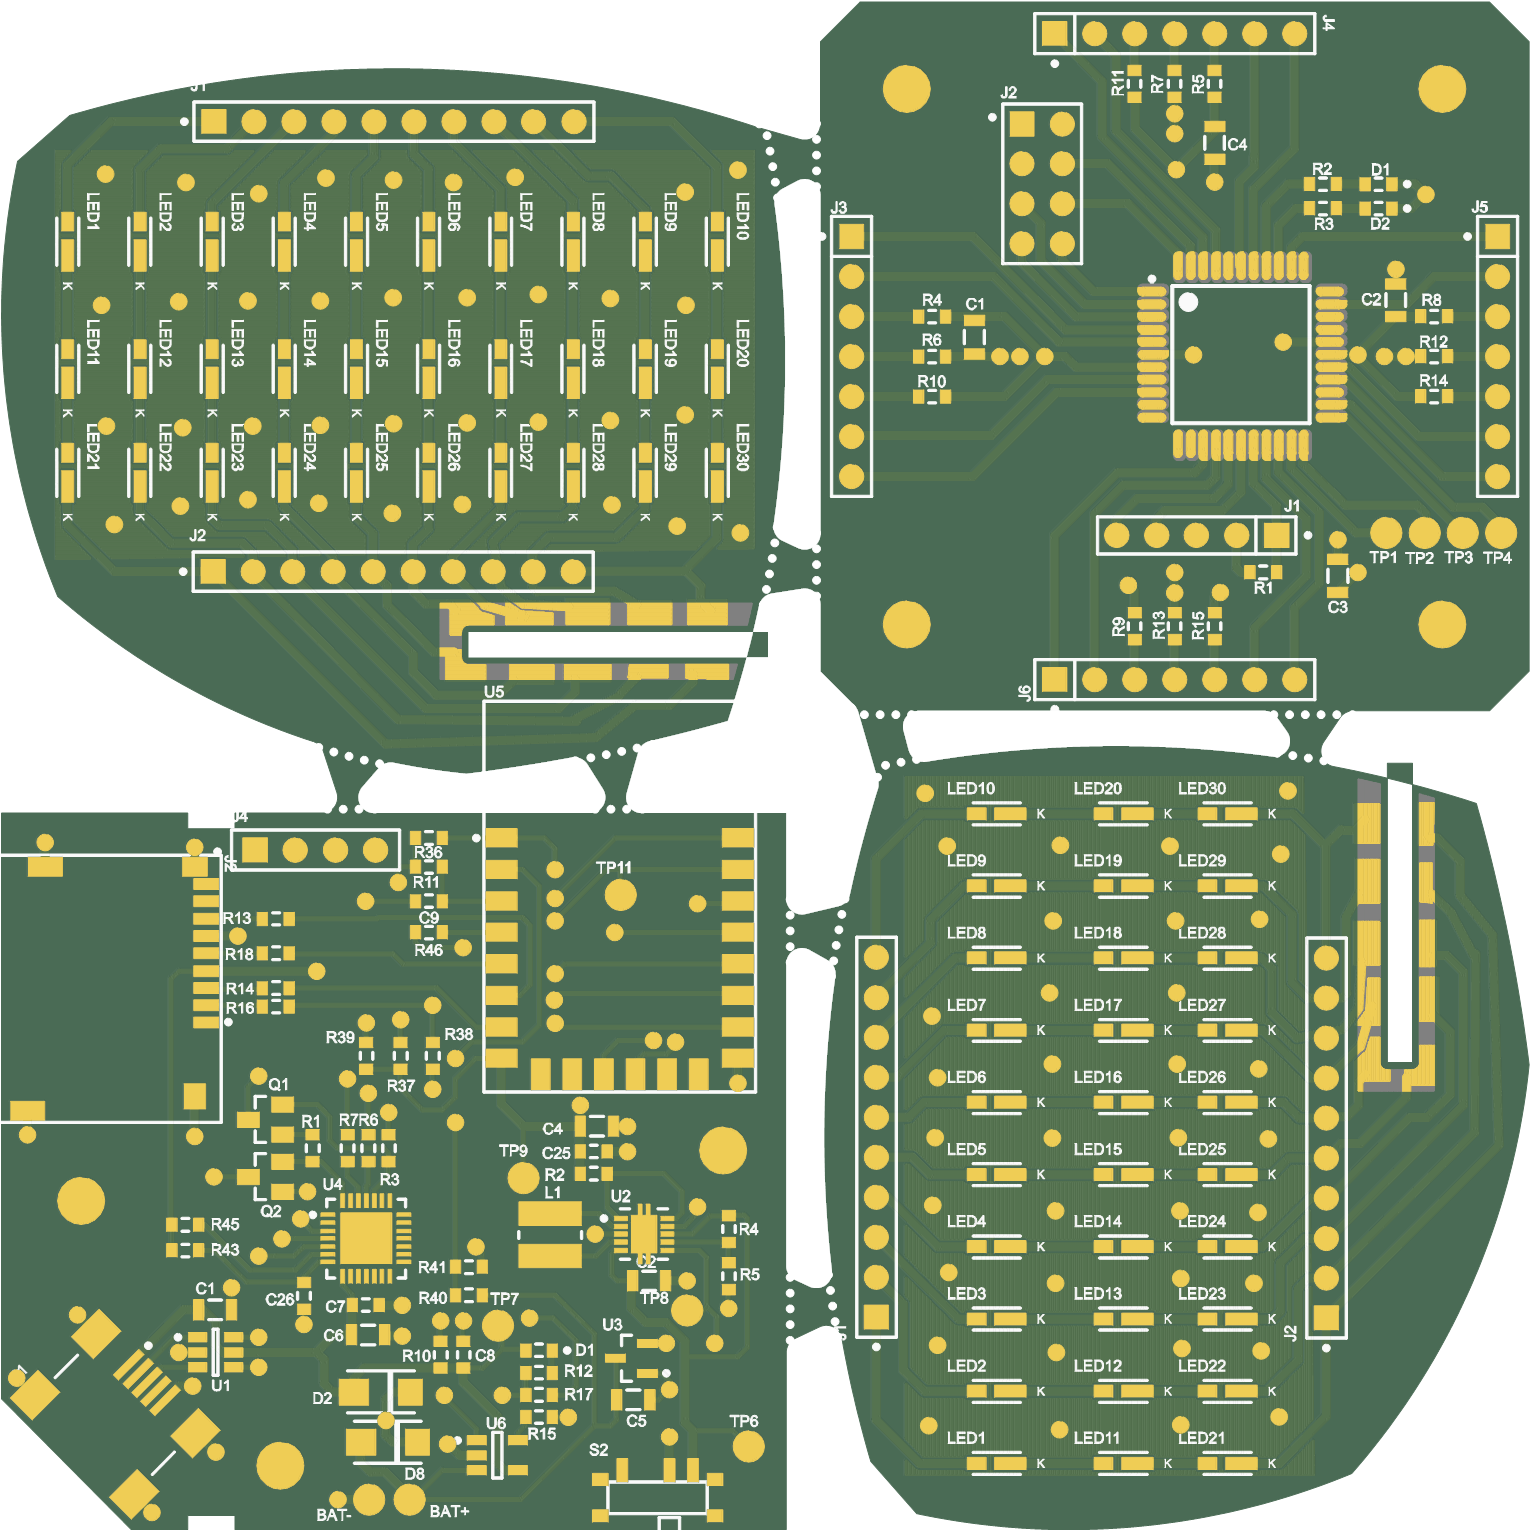 J1
LED1 LED2 LED3 LED4 LED5 LED6 LED7 LED8 LED9 LED10
K K K K K K K K K K
LED11 LED12 LED13 LED14 LED15 LED16 LED17 LED18 LED19 LED20
K K K K K K K K K K
LED21 LED22 LED23 LED24 LED25 LED26 LED27 LED28 LED29 LED30
K K K K K K K K K K
J2
U5
J4
R11 R7 R5
J2
C4
R2 D1
J3 J5
R3 D2
R4 C1 C2 R8
R6 R12
R10 R14
J1
TP1 TP2 TP3 TP4
R1
C3
R9 R13 R15
J6
J4
R36
TP11
R11
R13 C9
R18 R46
R14
R16
R39 R38
R37
Q1
R1 R7 R6
C4
C25
TP9
R2
R3
U4 L1 U2
Q2
R45 R4
R43
R41 C2
R5
C1
C26 C7 R40 TP7 TP8
C6 U3
R10 C8 D1
R12
U1
D2 R17
C5
U6 R15 TP6
S2
D8
BAT- BAT+
LED10 LED20 LED30
K K K
LED9 LED19 LED29
K K K
LED8 LED18 LED28
K K K
LED7 LED17 LED27
K K K
LED6 LED16 LED26
K K K
LED5 LED15 LED25
K K K
LED4 LED14 LED24
K K K
LED3 LED13 LED23
K K K
J1 J2
LED2 LED12 LED22
K K K
LED1 LED11 LED21
K K K